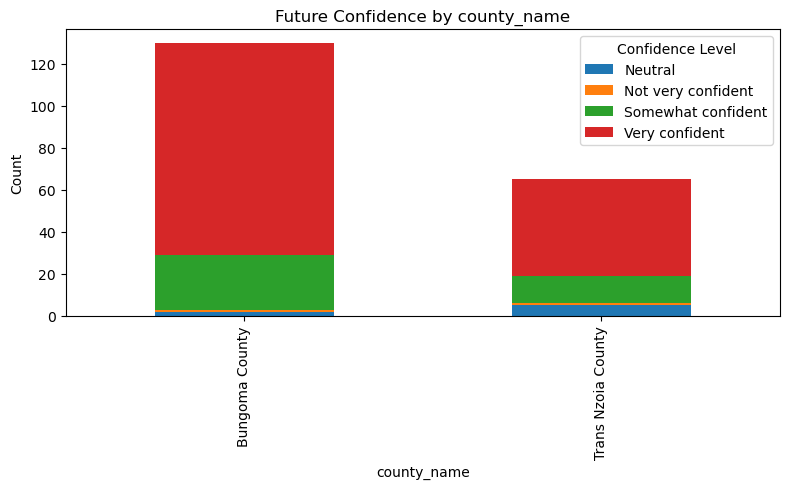 Future Confidence by county_name
Confidence Level
Neutral
Not very confident
Somewhat confident
Very confident
Count
120
100
80
60
40
20
0
Bungoma County
Trans Nzoia County
county_name